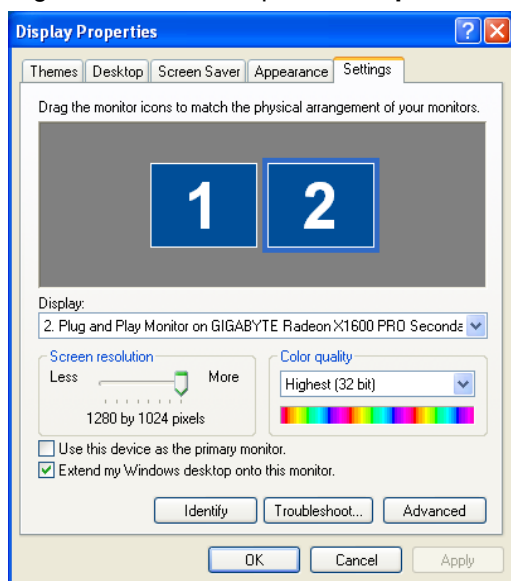 Display Properties
Themes Desktop Screen Saver Appearance Settings
Drag the monitor icons to match the physical arrangement of your monitors.
1 2
Display:
2. Plug and Play Monitor on GIGABYTE Radeon X1600 PRO Seconda
Screen resolution
Less More
1280 by 1024 pixels
Color quality
Highest (32 bit)
Use this device as the primary monitor.
Extend my Windows desktop onto this monitor.
Identify Troubleshoot... Advanced
OK Cancel Apply